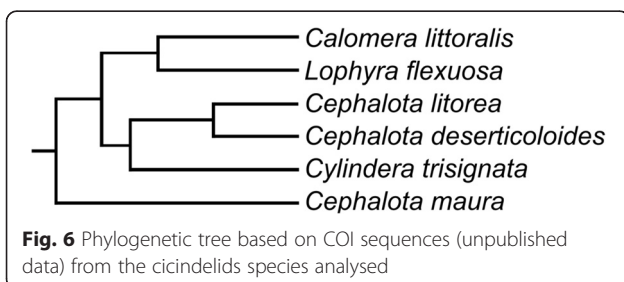 Calomera littoralis
Lophyra flexuosa
Cephalota litorea
Cephalota deserticoloides
Cylindera trisignata
Cephalota maura
Fig. 6 Phylogenetic tree based on COI sequences (unpublished
data) from the cicindelids species analysed